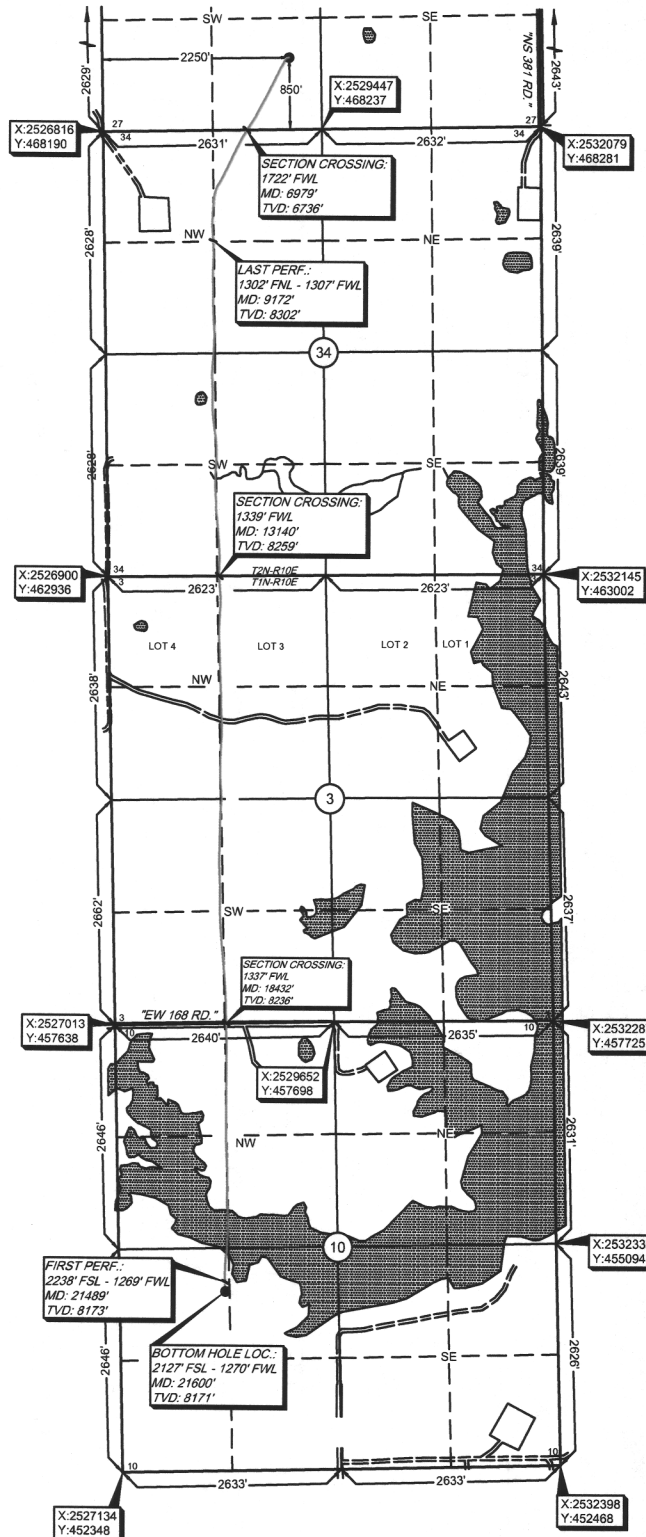 SW
SE
2250'
"NS 381 RD."
2629'
2643'
850'
X:2529447
Y:468237
X:2526816
Y:468190
27
34
27
34
2631'
2632'
X:2532079
Y:468281
SECTION CROSSING:
1722' FWL
MD: 6979'
TVD: 6736'
2628'
NW
NE
2639'
LAST PERF.:
1302' FNL - 1307' FWL
MD: 9172'
TVD: 8302'
34
2628'
SW
SE
2639'
SECTION CROSSING:
1339' FWL
MD: 13140'
TVD: 8259'
X:2526900
Y:462936
34
3
2623'
T2N-R10E
T1N-R10E
2623'
34
X:2532145
Y:463002
LOT 4
LOT 3
LOT 2
LOT 1
2638'
NW
NE
2643'
3
2662'
SW
SE
2637'
SECTION CROSSING:
1337' FWL
MD: 18432'
TVD: 8236'
X:2527013
Y:457638
3
10
"EW 168 RD."
2640'
2635'
10
X:253228
Y:457725
X:2529652
Y:457698
2646'
NW
NE
2631'
10
X:253233
Y:455094
FIRST PERF.:
2238' FSL - 1269' FWL
MD: 21489'
TVD: 8173'
BOTTOM HOLE LOC.:
2127' FSL - 1270' FWL
MD: 21600'
TVD: 8171'
2646'
SE
2626'
10
10
2633'
2633'
X:2527134
Y:452348
X:2532398
Y:452468